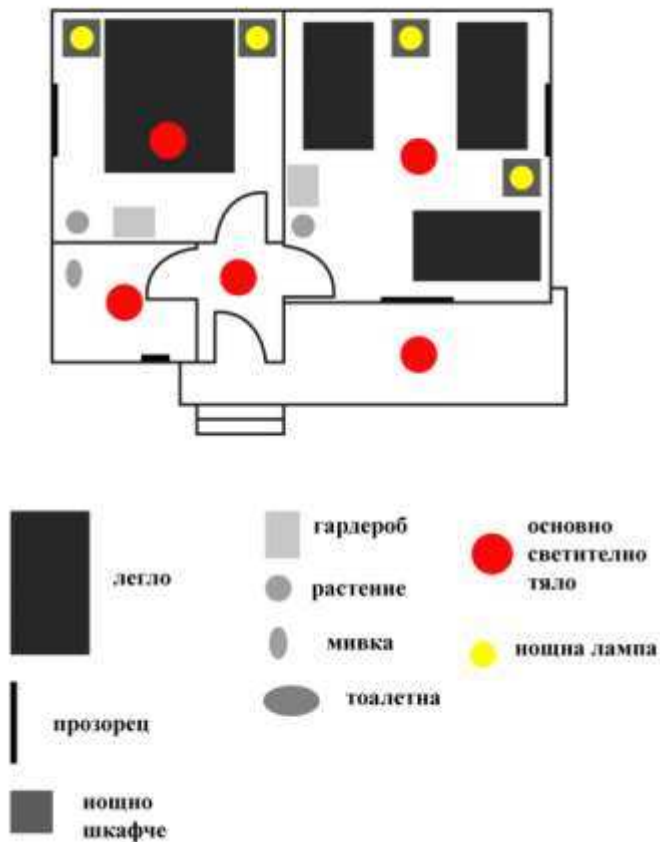 легло
прозорец
нощно
шкафче
гардероб
растение
мивка
тоалетна
основно
светително
тяло
нощна лампа